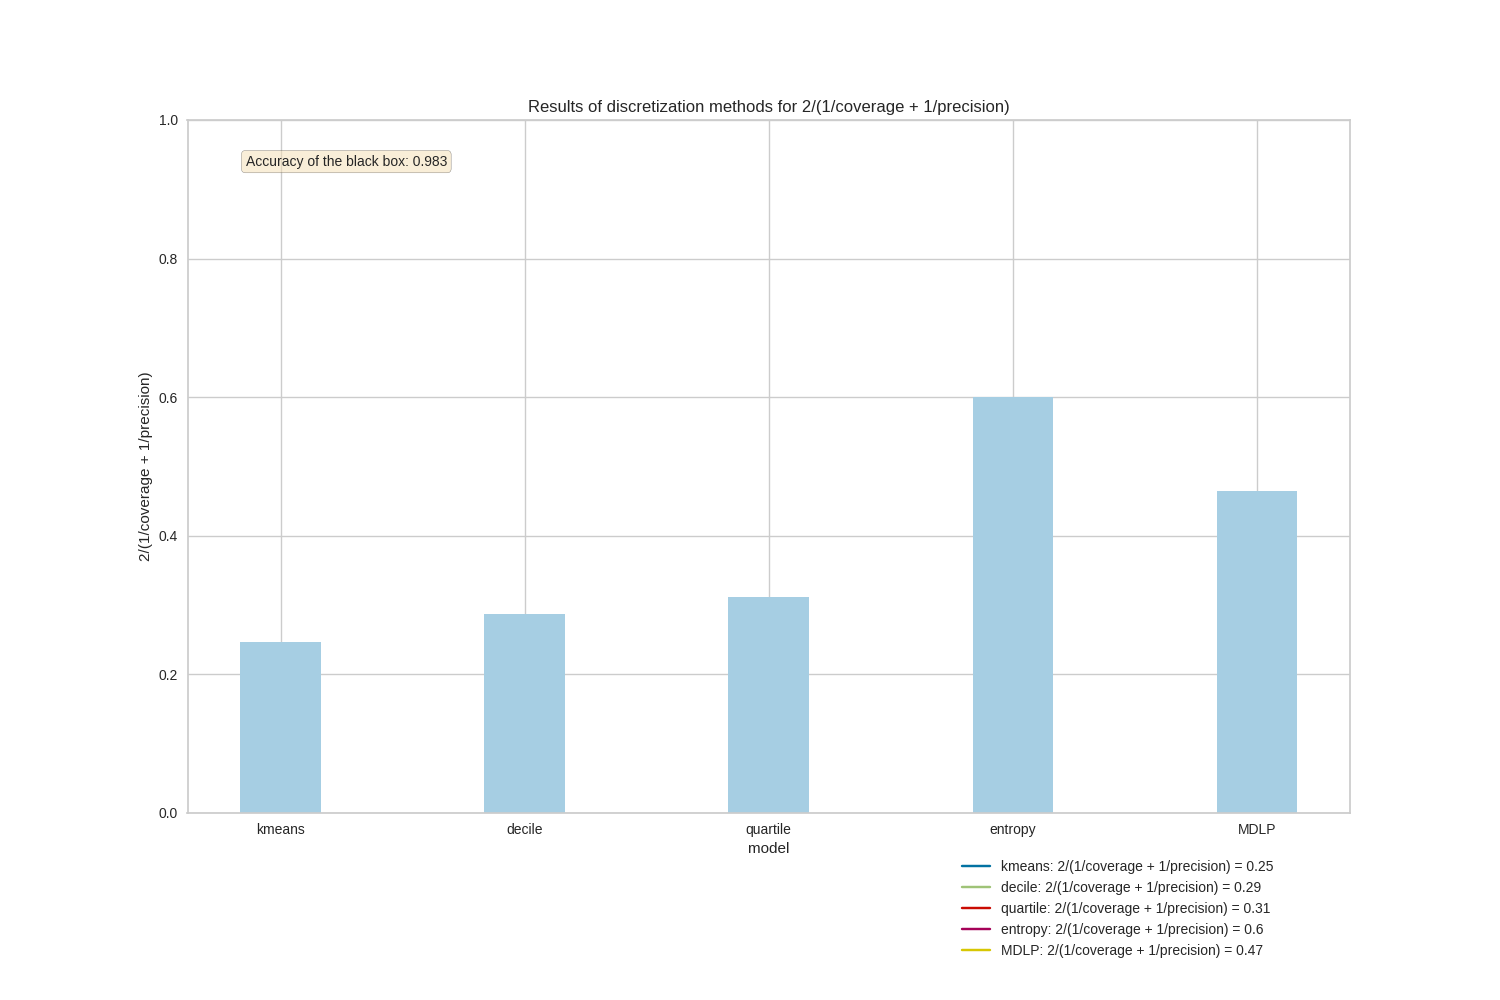 Results of discretization methods for 2/(1/coverage + 1/precision)
1.0
Accuracy of the black box: 0.983
0.8
0.6
2/(1/coverage + 1/precision)
0.4
0.2
0.0
kmeans
decile
quartile
entropy
MDLP
model
kmeans: 2/(1/coverage + 1/precision) = 0.25
decile: 2/(1/coverage + 1/precision) = 0.29
quartile: 2/(1/coverage + 1/precision) = 0.31
entropy: 2/(1/coverage + 1/precision) = 0.6
MDLP: 2/(1/coverage + 1/precision) = 0.47